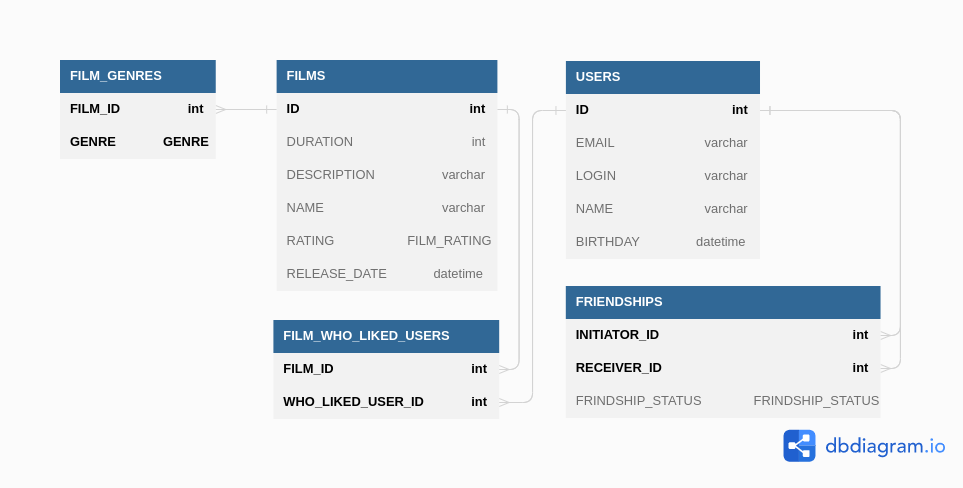 FILM_GENRES
FILM_ID int
GENRE GENRE
FILMS
ID int
DURATION int
DESCRIPTION varchar
NAME varchar
RATING FILM_RATING
RELEASE_DATE datetime
USERS
ID int
EMAIL varchar
LOGIN varchar
NAME varchar
BIRTHDAY datetime
FILM_WHO_LIKED_USERS
FILM_ID int
WHO_LIKED_USER_ID int
FRIENDSHIPS
INITIATOR_ID int
RECEIVER_ID int
FRINDSHIP_STATUS FRINDSHIP_STATUS
dbdiagram.io